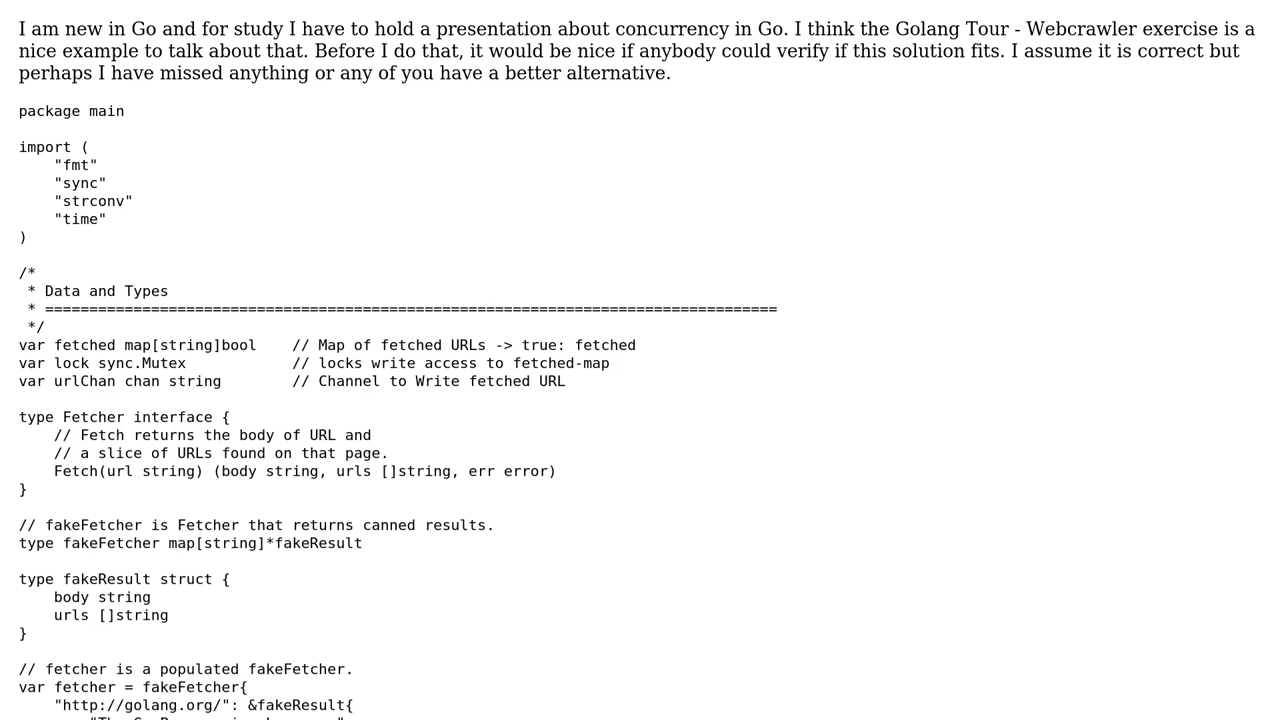 I am new in Go and for study I have to hold a presentation about concurrency in Go. I think the Golang Tour - Webcrawler exercise is a
nice example to talk about that. Before I do that, it would be nice if anybody could verify if this solution fits. I assume it is correct but
perhaps I have missed anything or any of you have a better alternative.
package main
import (
    "fmt"
    "sync"
    "strconv"
    "time"
)
/*
 * Data and Types
 * ===================================================================================
 */
var fetched map[string]bool    // Map of fetched URLs -> true: fetched
var lock sync.Mutex            // locks write access to fetched-map
var urlChan chan string        // Channel to Write fetched URL
type Fetcher interface {
    // Fetch returns the body of URL and
    // a slice of URLs found on that page.
    Fetch(url string) (body string, urls []string, err error)
}
// fakeFetcher is Fetcher that returns canned results.
type fakeFetcher map[string]*fakeResult
type fakeResult struct {
    body string
    urls []string
}
// fetcher is a populated fakeFetcher.
var fetcher = fakeFetcher{
    "http://golang.org/": &fakeResult{